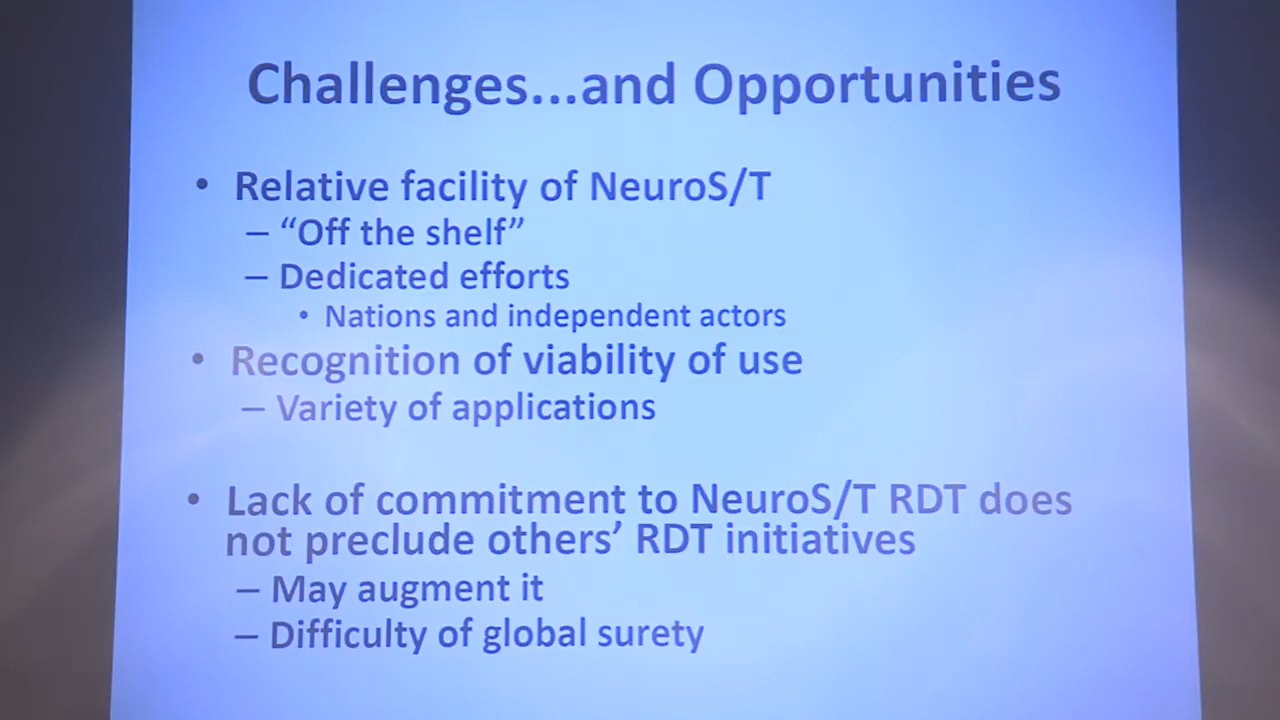 Challenges...and Opportunities
• Relative facility of NeuroS/T
– “Off the shelf”
– Dedicated efforts
• Nations and independent actors
• Recognition of viability of use
– Variety of applications
• Lack of commitment to NeuroS/T RDT does
not preclude others’ RDT initiatives
– May augment it
– Difficulty of global surety